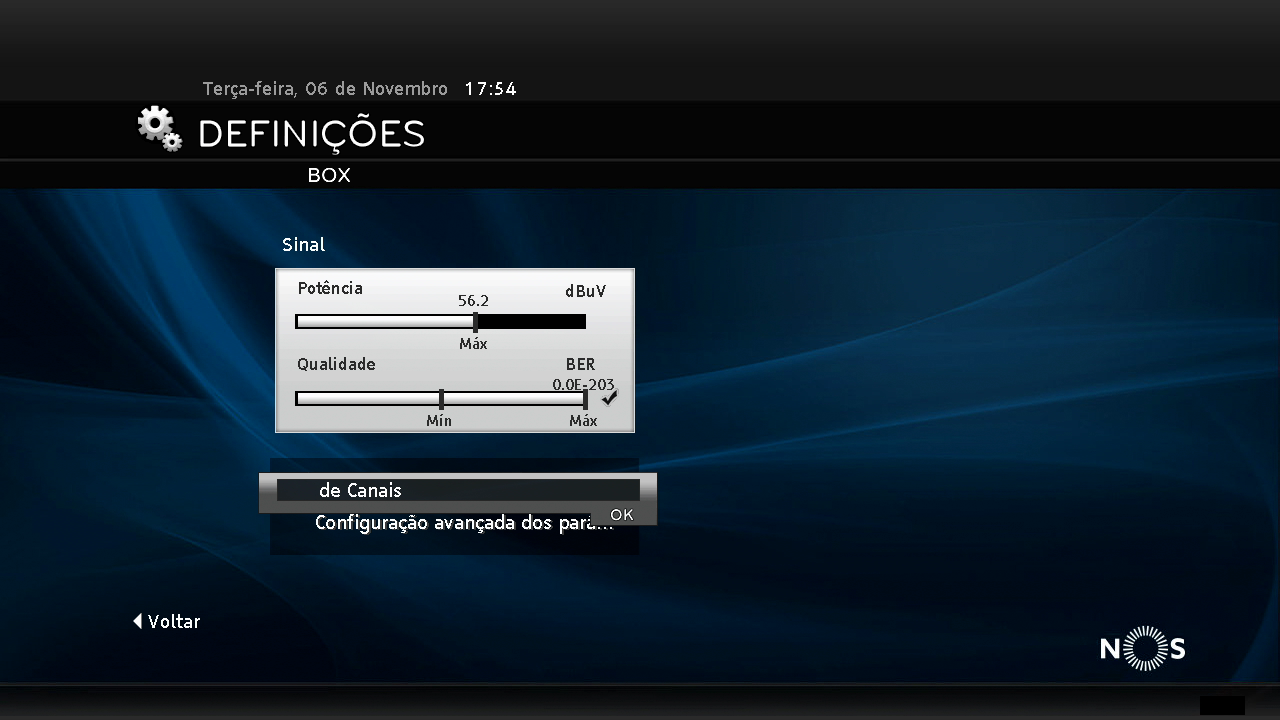 Terça-feira, 06 de Novembro 17:54
DEFINIÇÕES
BOX
Sinal
Potência
56.2 dBuV
Máx
Qualidade BER
0.0E-203
Mín Máx
de Canais
OK
Configuração avançada dos parâm...
Voltar
NOS